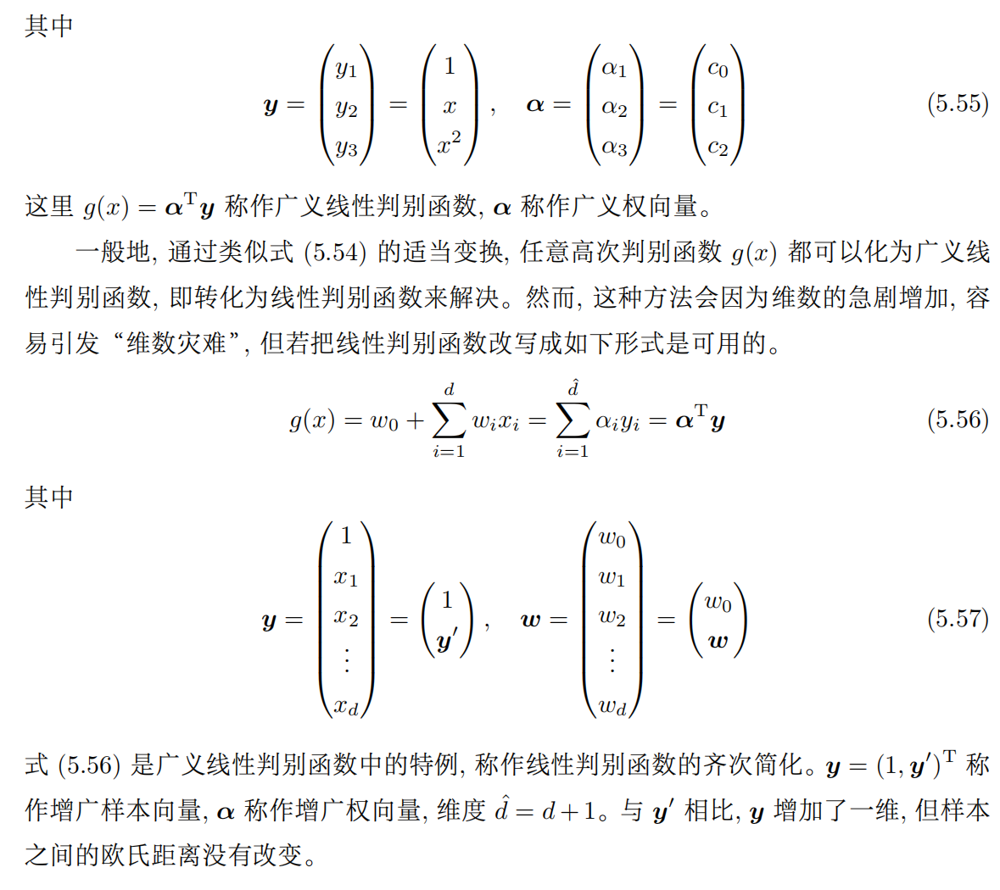 其中
$$\boldsymbol{y} = \begin{pmatrix} y_1 \\ y_2 \\ y_3 \end{pmatrix} = \begin{pmatrix} 1 \\ x \\ x^2 \end{pmatrix}, \quad \boldsymbol{\alpha} = \begin{pmatrix} \alpha_1 \\ \alpha_2 \\ \alpha_3 \end{pmatrix} = \begin{pmatrix} c_0 \\ c_1 \\ c_2 \end{pmatrix} \quad (5.55)$$
这里 $g(x) = \boldsymbol{\alpha}^{\mathrm{T}}\boldsymbol{y}$ 称作广义线性判别函数, $\boldsymbol{\alpha}$ 称作广义权向量。
一般地, 通过类似式 (5.54) 的适当变换, 任意高次判别函数 $g(x)$ 都可以化为广义线
性判别函数, 即转化为线性判别函数来解决。然而, 这种方法会因为维数的急剧增加, 容
易引发“维数灾难”, 但若把线性判别函数改写成如下形式是可用的。
$$g(x) = w_0 + \sum_{i=1}^{d} w_i x_i = \sum_{i=1}^{\hat{d}} \alpha_i y_i = \boldsymbol{\alpha}^{\mathrm{T}}\boldsymbol{y} \quad (5.56)$$
其中
$$\boldsymbol{y} = \begin{pmatrix} 1 \\ x_1 \\ x_2 \\ \vdots \\ x_d \end{pmatrix} = \begin{pmatrix} 1 \\ \boldsymbol{y}' \end{pmatrix}, \quad \boldsymbol{w} = \begin{pmatrix} w_0 \\ w_1 \\ w_2 \\ \vdots \\ w_d \end{pmatrix} = \begin{pmatrix} w_0 \\ \boldsymbol{w} \end{pmatrix} \quad (5.57)$$
式 (5.56) 是广义线性判别函数中的特例, 称作线性判别函数的齐次简化。$\boldsymbol{y} = (1, \boldsymbol{y}')^{\mathrm{T}}$ 称
作增广样本向量, $\boldsymbol{\alpha}$ 称作增广权向量, 维度 $\hat{d} = d + 1$。与 $\boldsymbol{y}'$ 相比, $\boldsymbol{y}$ 增加了一维, 但样本
之间的欧氏距离没有改变。